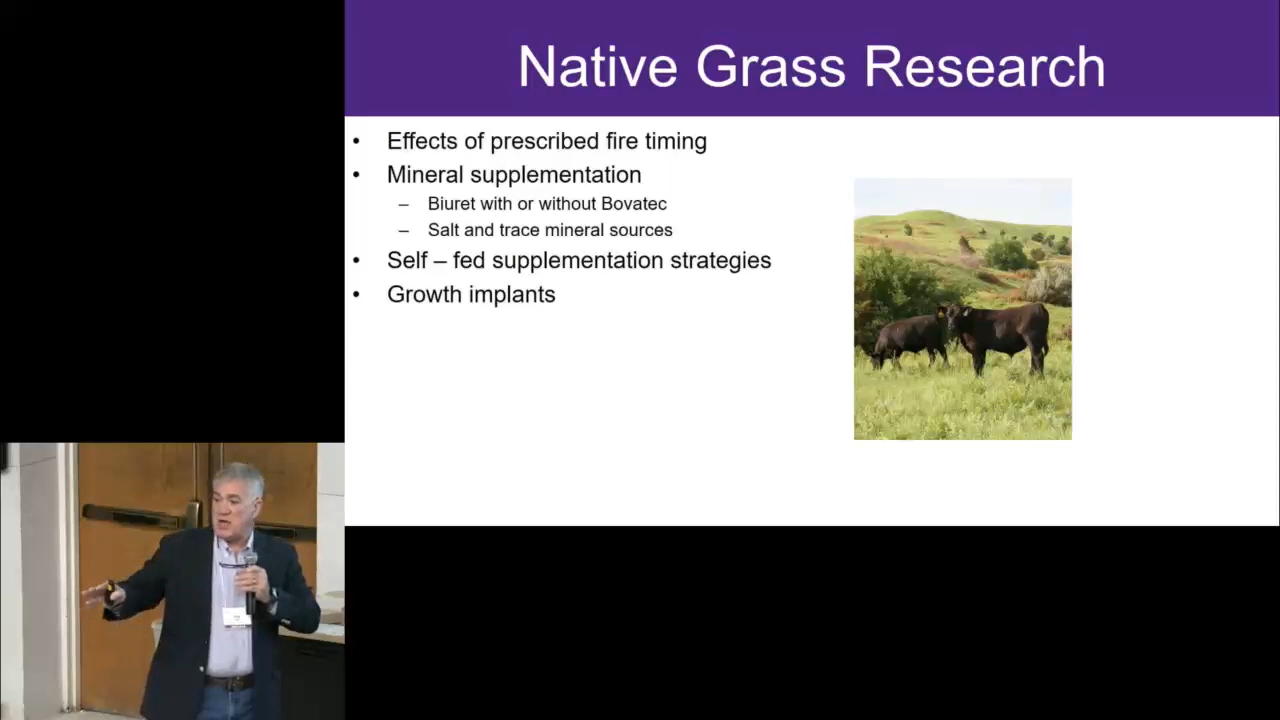 Native Grass Research
• Effects of prescribed fire timing
• Mineral supplementation
– Biuret with or without Bovatec
– Salt and trace mineral sources
• Self – fed supplementation strategies
• Growth implants